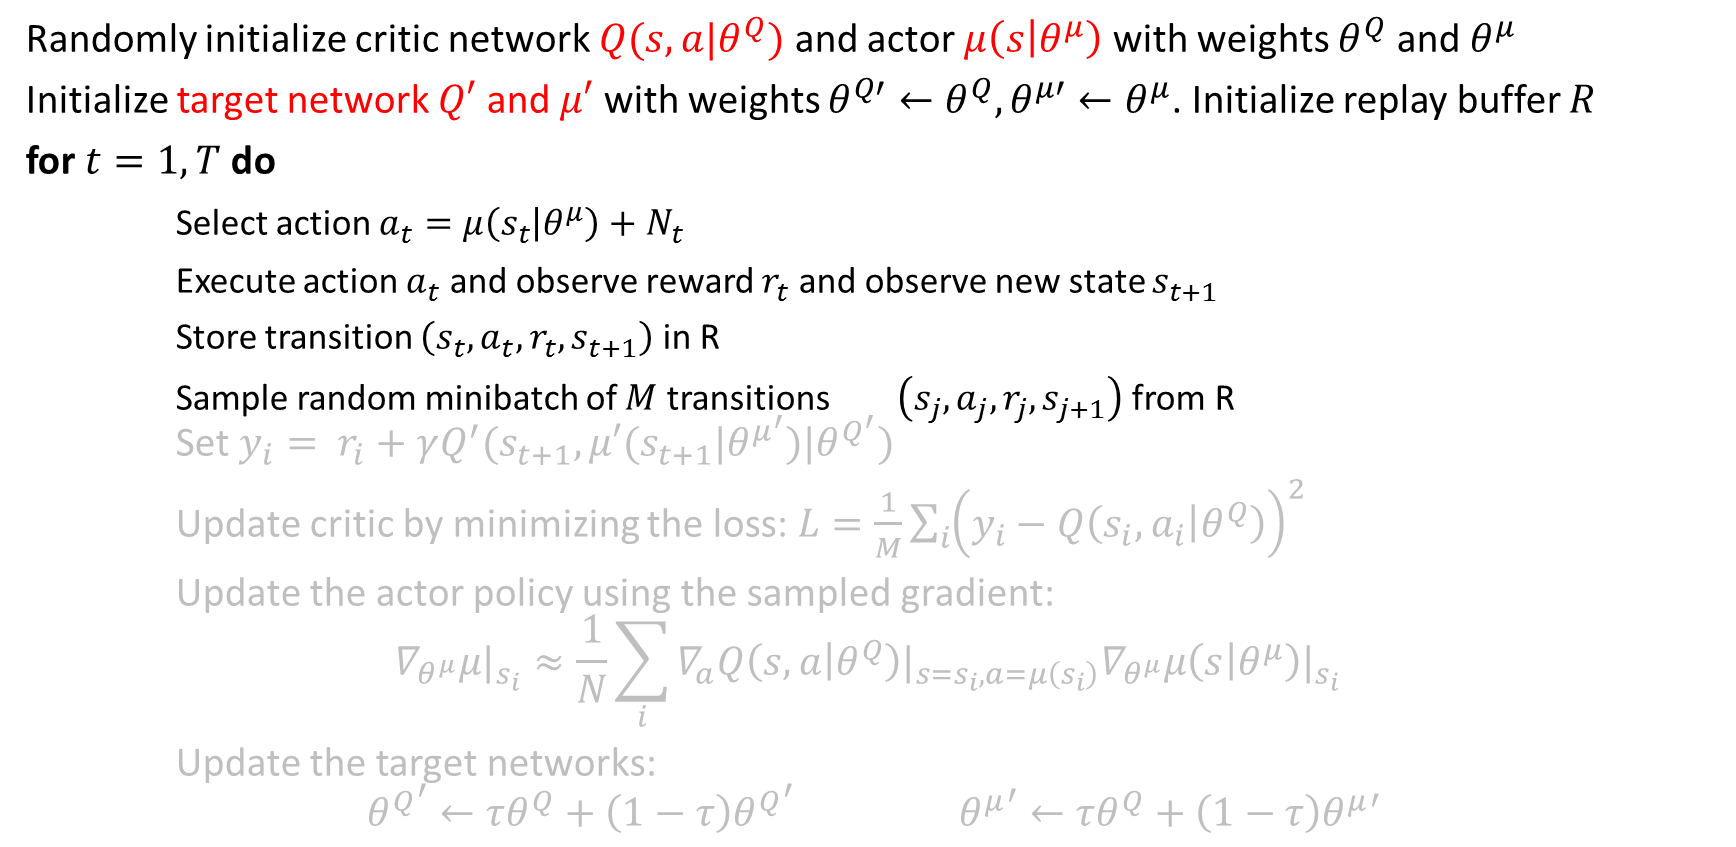 Randomly initialize critic network Q(s, a|θ^Q) and actor μ(s|θ^μ) with weights θ^Q and θ^μ
Initialize target network Q′ and μ′ with weights θ^Q′ ← θ^Q, θ^μ′ ← θ^μ. Initialize replay buffer R
for t = 1, T do
Select action a_t = μ(s_t|θ^μ) + N_t
Execute action a_t and observe reward r_t and observe new state s_{t+1}
Store transition (s_t, a_t, r_t, s_{t+1}) in R
Sample random minibatch of M transitions (s_j, a_j, r_j, s_{j+1}) from R
Set y_i = r_i + γQ′(s_{t+1}, μ′(s_{t+1}|θ^μ′)|θ^Q′)
Update critic by minimizing the loss: L = 1/M ∑_i(y_i − Q(s_i, a_i|θ^Q))^2
Update the actor policy using the sampled gradient:
∇_{θ^μ} μ|_{s_i} ≈ 1/N ∑_i ∇_a Q(s, a|θ^Q)|_{s=s_i,a=μ(s_i)} ∇_{θ^μ} μ(s|θ^μ)|_{s_i}
Update the target networks:
θ^Q′ ← τθ^Q + (1 − τ)θ^Q′ θ^μ′ ← τθ^Q + (1 − τ)θ^μ′